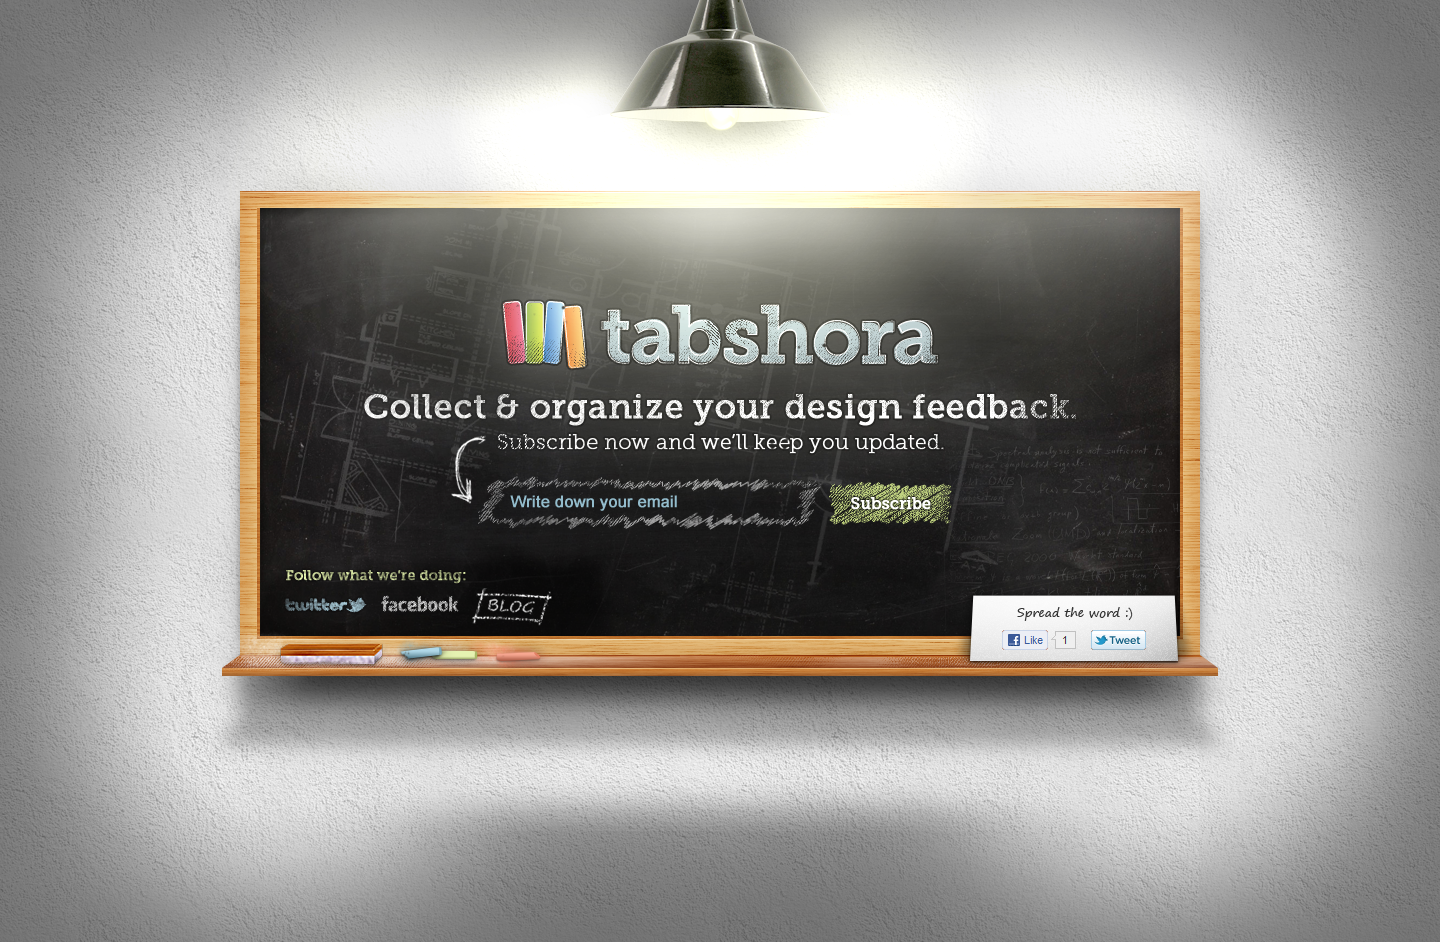 tabshora
Collect & organize your design feedback.
Subscribe now and we'll keep you updated.
Write down your email
Subscribe
Follow what we're doing:
twitter
facebook
BLOG
Spread the word :)
Like
1
Tweet